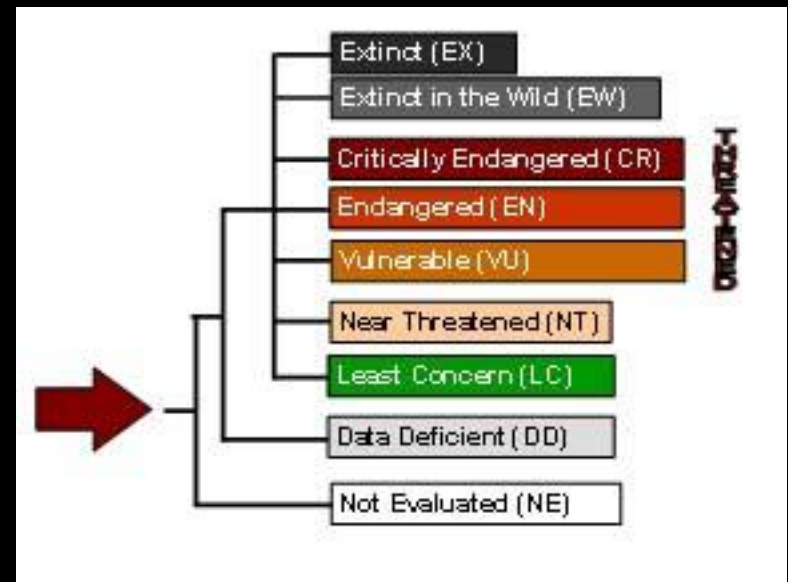 Extinct (EX)
Extinct in the Wild (EW)
Critically Endangered (CR)
Endangered (EN)
Vulnerable (VU)
Near Threatened (NT)
Least Concern (LC)
Data Deficient (DD)
Not Evaluated (NE)
THREATENED